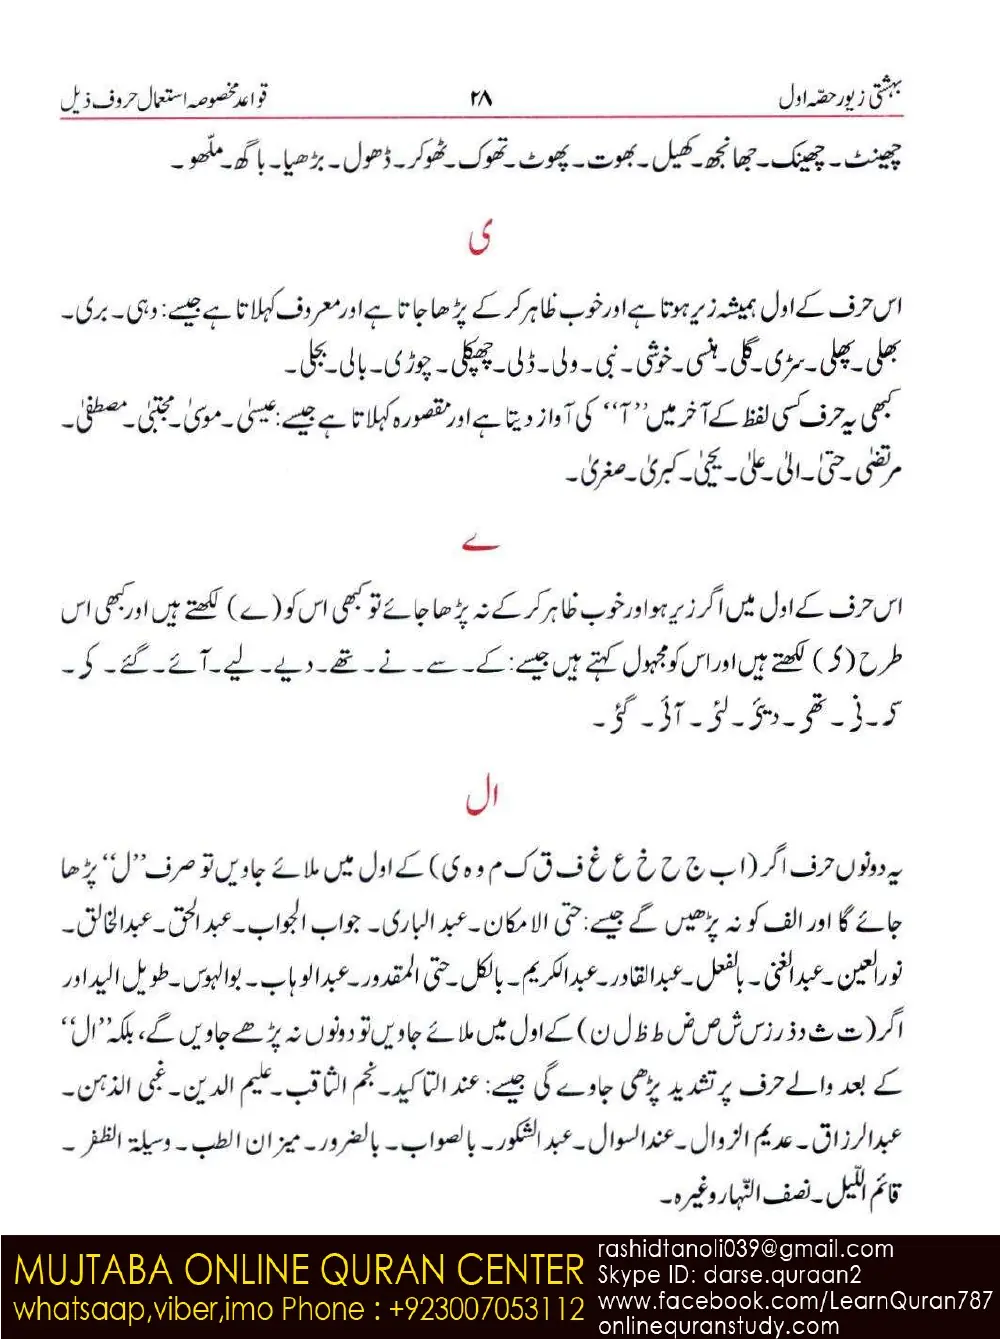 بہشتی زیور حصّہ اول ۲۸ قواعد مخصوصہ استعمال حروف ذیل
چھینٹ۔ چھینک۔ جھانجھ۔ کھیل۔ بھوت۔ پھوٹ۔ تھوک۔ ٹھوکر۔ ڈھول۔ بڑھیا۔ باگھ۔ ملّھو۔
ی
اس حرف کے اول ہمیشہ زیر ہوتا ہے اور خوب ظاہر کر کے پڑھا جاتا ہے اور معروف کہلاتا ہے جیسے: وہی۔ بری۔
بھلی۔ پھلی۔ سڑی۔ گلی۔ ہنسی۔ خوشی۔ نبی۔ ولی۔ ڈلی۔ چھپکلی۔ چوڑی۔ بالی۔ بجلی۔
کبھی یہ حرف کسی لفظ کے آخر میں ’’آ‘‘ کی آواز دیتا ہے اور مقصورہ کہلاتا ہے جیسے: عیسیٰ۔ موسیٰ۔ مجتبیٰ۔ مصطفیٰ۔
مرتضیٰ۔ حتیٰ۔ الیٰ۔ علیٰ۔ یحییٰ۔ کبریٰ۔ صغریٰ۔
ے
اس حرف کے اول میں اگر زیر ہو اور خوب ظاہر کر کے نہ پڑھا جائے تو کبھی اس کو (ے) لکھتے ہیں اور کبھی اس
طرح (ی) لکھتے ہیں اور اس کو مجہول کہتے ہیں جیسے: کے۔ سے۔ نے۔ تھے۔ دیے۔ لیے۔ آئے۔ گئے۔ کی۔
سی۔ نی۔ تھی۔ دیئی۔ لئی۔ آئی۔ گئی۔
ال
یہ دونوں حرف اگر (ا ب ج ح خ ع غ ف ق ک م و ہ ی) کے اول میں ملائے جاویں تو صرف ’’ل‘‘ پڑھا
جائے گا اور الف کو نہ پڑھیں گے جیسے: حتی الامکان۔ عبد الباری۔ جواب الجواب۔ عبد الحق۔ عبد الخالق۔
نور العین۔ عبد الغنی۔ بالفعل۔ عبد القادر۔ عبد الکریم۔ بالکل۔ حتی المقدور۔ عبد الوہاب۔ بوالہوس۔ طویل الید اور
اگر (ت ث د ذ ر ز س ش ص ض ط ظ ل ن) کے اول میں ملائے جاویں تو دونوں نہ پڑھے جاویں گے، بلکہ ’’ال‘‘
کے بعد والے حرف پر تشدید پڑھی جاوے گی جیسے: عند التاکید۔ نجم الثاقب۔ علیم الدین۔ غبی الذہن۔
عبد الرزاق۔ عدیم الزوال۔ عند السوال۔ عبد الشکور۔ بالصواب۔ بالضرور۔ میزان الطب۔ وسیلۃ الظفر۔
قائم اللّیل۔ نصف النّہار وغیرہ۔
MUJTABA ONLINE QURAN CENTER
whatsaap,viber,imo Phone : +923007053112
rashidtanoli039@gmail.com
Skype ID: darse.quraan2
www.facebook.com/LearnQuran787
onlinequranstudy.com